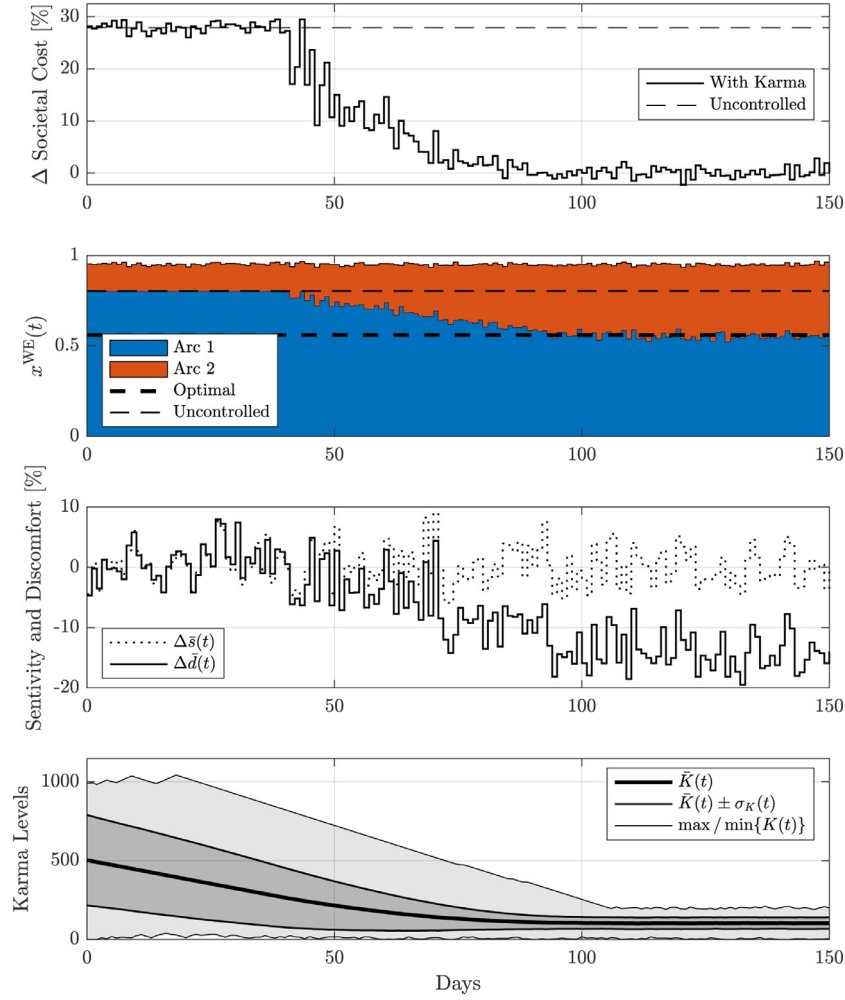 Δ Societal Cost [%]
30
20
10
0
With Karma
Uncontrolled
50
100
150
x^WE(t)
1
0.5
0
Arc 1
Arc 2
Optimal
Uncontrolled
0
50
100
150
Sentivity and Discomfort [%]
10
0
-10
-20
Δs̄(t)
Δd̄(t)
0
50
100
150
Karma Levels
1000
500
0
K̄(t)
K̄(t) ± σ_K(t)
max / min{K(t)}
0
50
100
150
Days